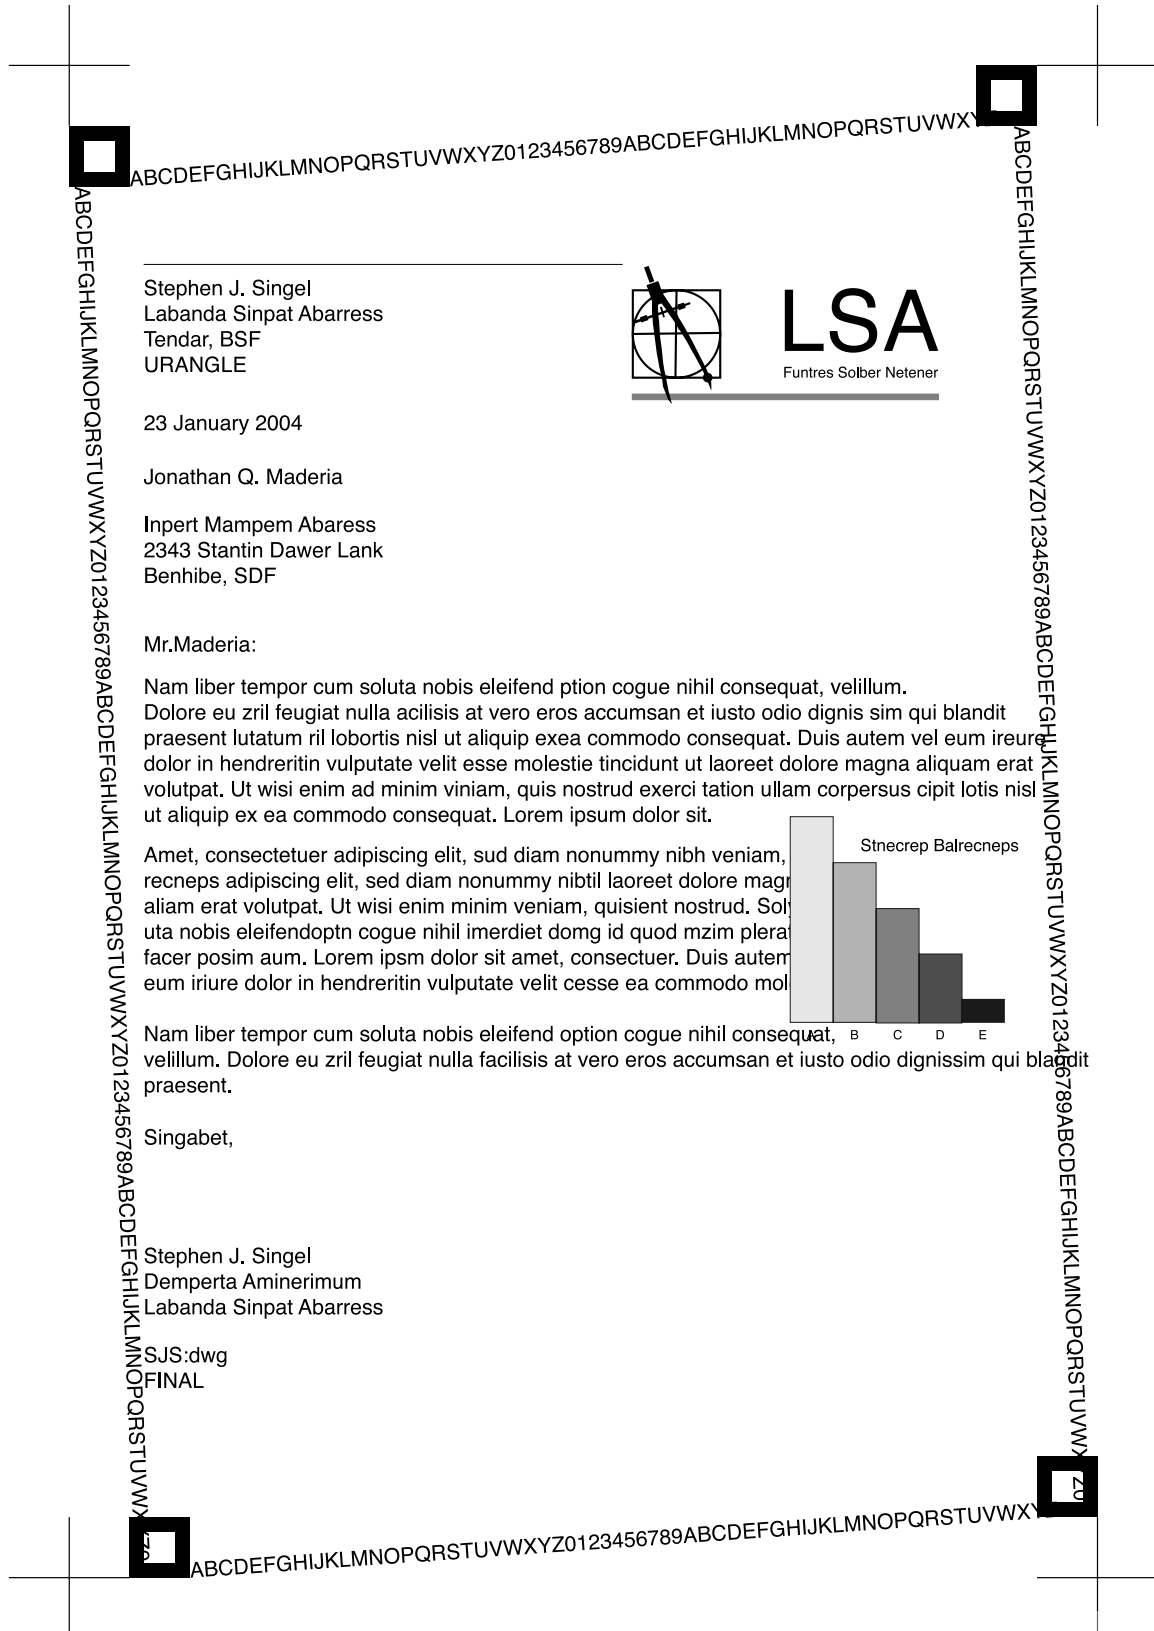 ABCDEFGHIJKLMNOPQRSTUVWXYZ0123456789ABCDEFGHIJKLMNOPQRSTUVWXY
ABCDEFGHIJKLMNOPQRSTUVWXYZ0123456789ABCDEFGHIJKLMNOPQRSTUVWXYZ0123456789ABCDEFGHIJKLMNOPQRSTUVWX
ABCDEFGHIJKLMNOPQRSTUVWXYZ0123456789ABCDEFGHIJKLMNOPQRSTUVWXYZ0123456789ABCDEFGHIJKLMNOPQRSTUVWX Z0
Stephen J. Singel
Labanda Sinpat Abarress
Tendar, BSF
URANGLE
LSA
Funtres Solber Netener
23 January 2004
Jonathan Q. Maderia
Inpert Mampem Abaress
2343 Stantin Dawer Lank
Benhibe, SDF
Mr.Maderia:
Nam liber tempor cum soluta nobis eleifend ption cogue nihil consequat, velillum.
Dolore eu zril feugiat nulla acilisis at vero eros accumsan et iusto odio dignis sim qui blandit
praesent lutatum ril lobortis nisl ut aliquip exea commodo consequat. Duis autem vel eum ireure
dolor in hendreritin vulputate velit esse molestie tincidunt ut laoreet dolore magna aliquam erat
volutpat. Ut wisi enim ad minim viniam, quis nostrud exerci tation ullam corpersus cipit lotis nisl
ut aliquip ex ea commodo consequat. Lorem ipsum dolor sit.
Amet, consectetuer adipiscing elit, sud diam nonummy nibh veniam,
recneps adipiscing elit, sed diam nonummy nibtil laoreet dolore magn
aliam erat volutpat. Ut wisi enim minim veniam, quisient nostrud. Soly
uta nobis eleifendoptn cogue nihil imerdiet domg id quod mzim plerat
facer posim aum. Lorem ipsm dolor sit amet, consectuer. Duis autem
eum iriure dolor in hendreritin vulputate velit cesse ea commodo mol
Stnecrep Balrecneps
A B C D E
Nam liber tempor cum soluta nobis eleifend option cogue nihil consequat,
velillum. Dolore eu zril feugiat nulla facilisis at vero eros accumsan et iusto odio dignissim qui blandit
praesent.
Singabet,
Stephen J. Singel
Demperta Aminerimum
Labanda Sinpat Abarress
SJS:dwg
FINAL
ABCDEFGHIJKLMNOPQRSTUVWXYZ0123456789ABCDEFGHIJKLMNOPQRSTUVWXY